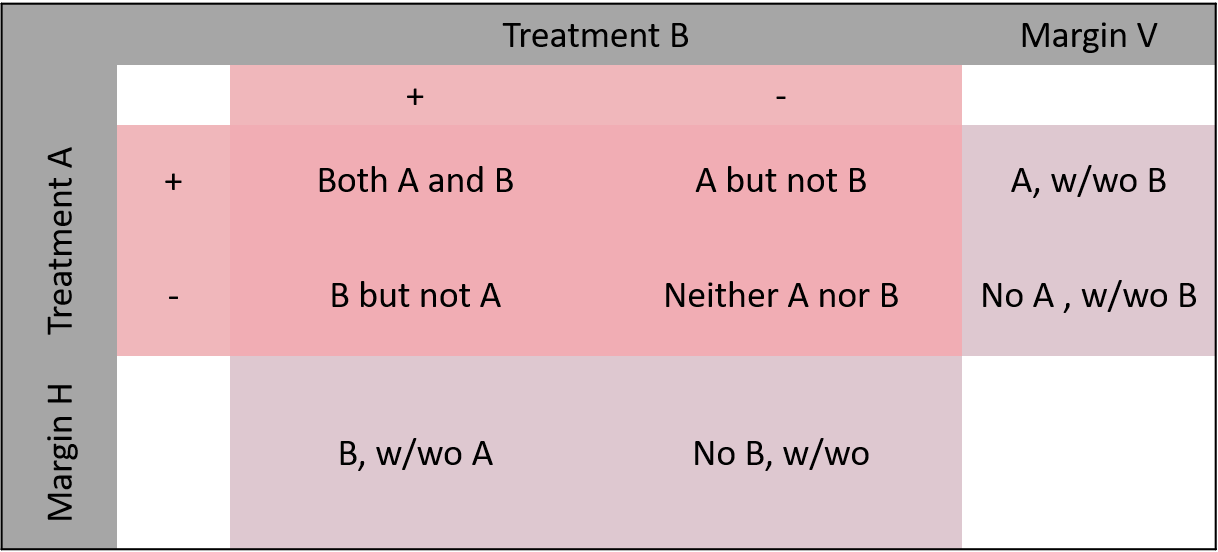 Treatment B
Margin V
+
-
Treatment A
+
Both A and B
A but not B
A, w/wo B
-
B but not A
Neither A nor B
No A , w/wo B
Margin H
B, w/wo A
No B, w/wo